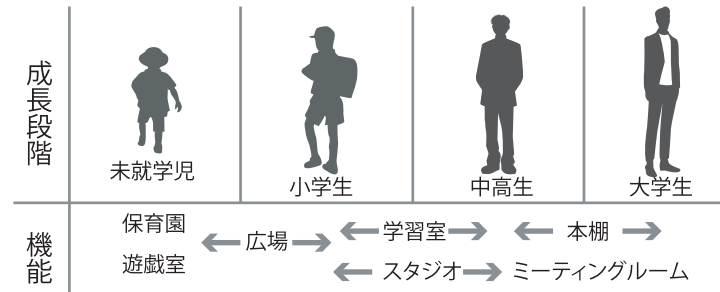 成長段階
未就学児
小学生
中高生
大学生
機能
保育園
広場
学習室
本棚
遊戯室
スタジオ
ミーティングルーム